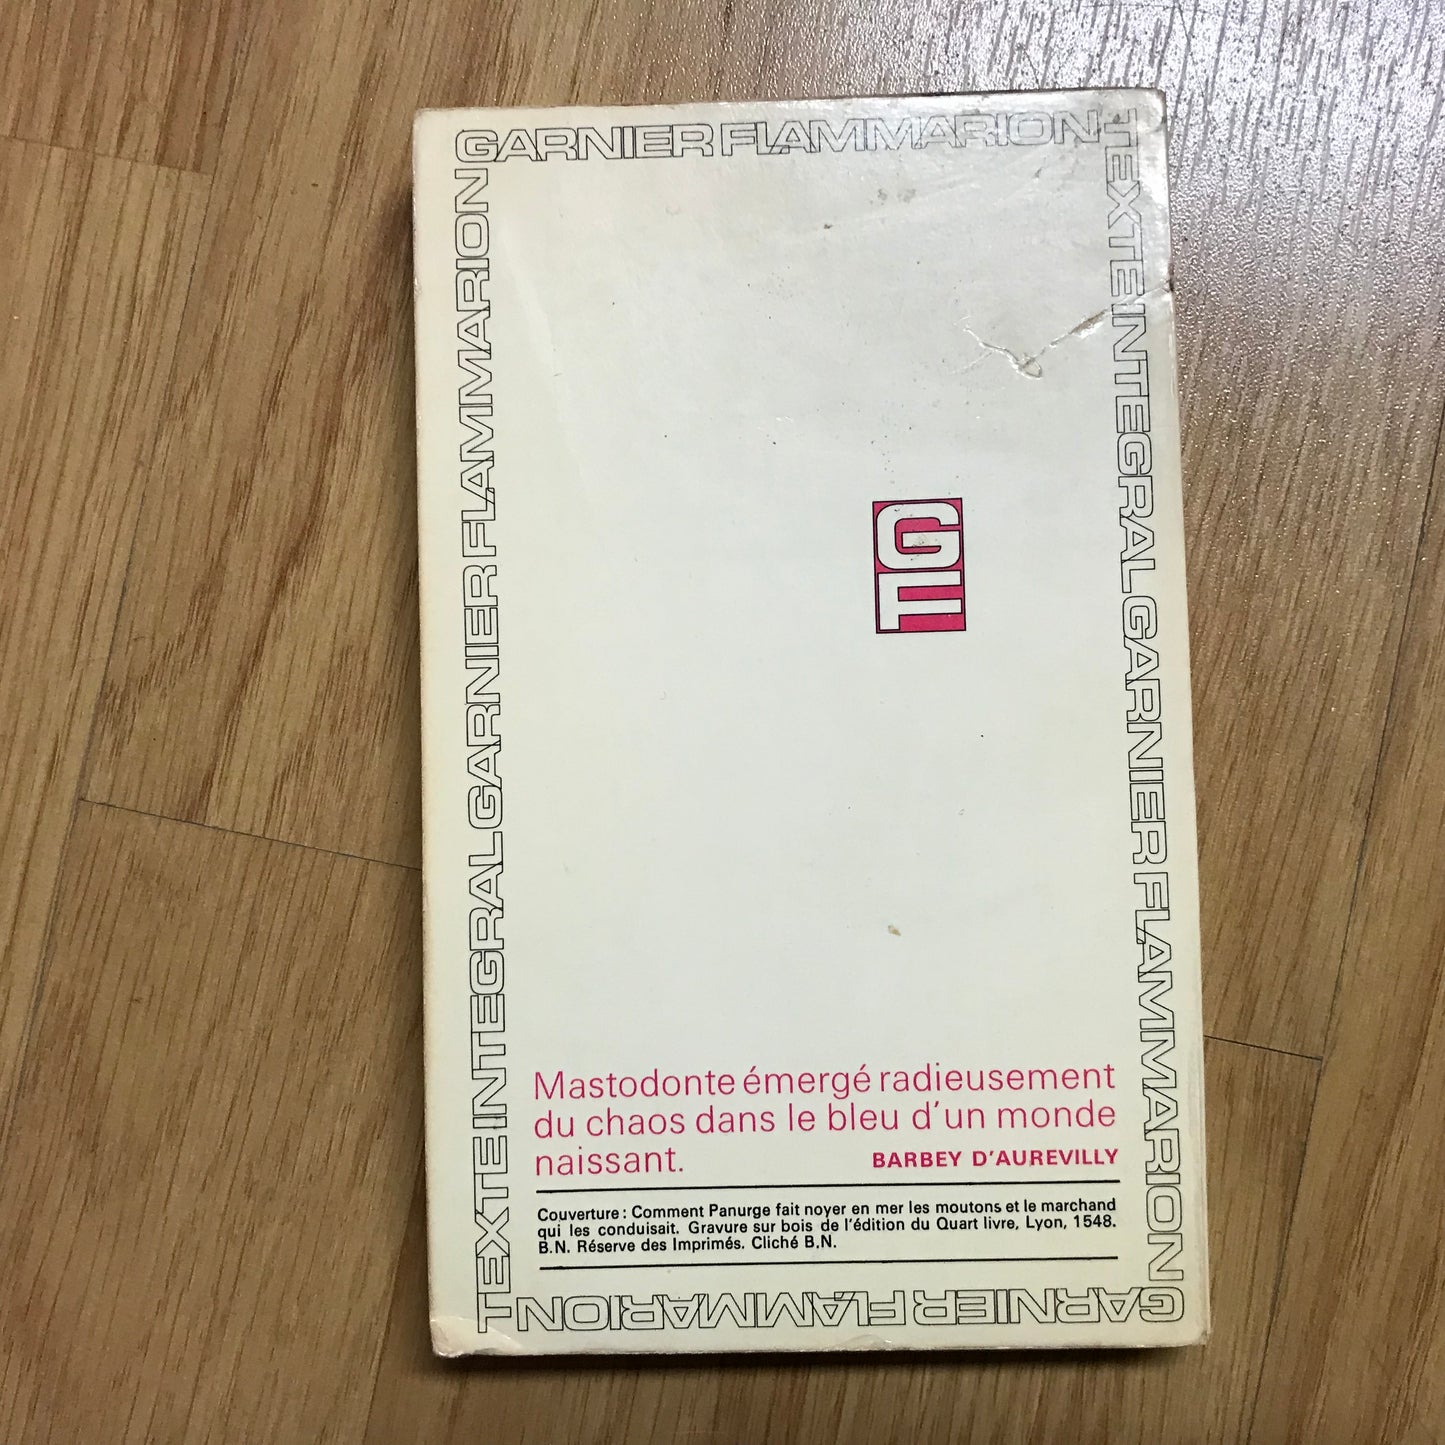 GARNIER FLAMMARION
TEXTE INTEGRAL GARNIER FLAMMARION
GARNIER FLAMMARION
TEXTE INTEGRAL GARNIER FLAMMARION
GF
Mastodonte émergé radieusement
du chaos dans le bleu d'un monde
naissant. BARBEY D'AUREVILLY
Couverture : Comment Panurge fait noyer en mer les moutons et le marchand
qui les conduisait. Gravure sur bois de l'édition du Quart livre, Lyon, 1548.
B.N. Réserve des Imprimés. Cliché B.N.